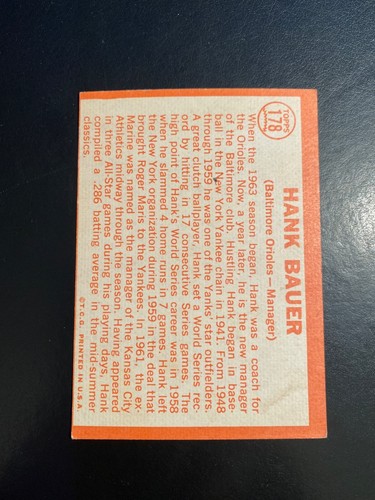 TOPPS
178
HANK BAUER
(Baltimore Orioles — Manager)
When the 1963 season began, Hank was a coach for
the Orioles. Now, a year later, he is the new manager
of the Baltimore club. Hustling Hank began in base-
ball in the New York Yankee chain in 1941. From 1948
through 1959 he was one of the Yanks' star outfielders.
A great clutch ballplayer, Hank set a World Series rec-
ord by hitting in 17 consecutive Series games. The
high point of Hank's World Series career was in 1958
when he slammed 4 home runs in 7 games. Hank left
the New York organization during 1959 in the deal that
brought Roger Maris to the Yankees. In 1961, the ex-
Marine was named as the manager of the Kansas City
Athletics midway through the season. Having appeared
in three All-Star games during his playing days, Hank
compiled a .286 batting average in the mid-summer
classics.
© T.C.G. PRINTED IN U.S.A.